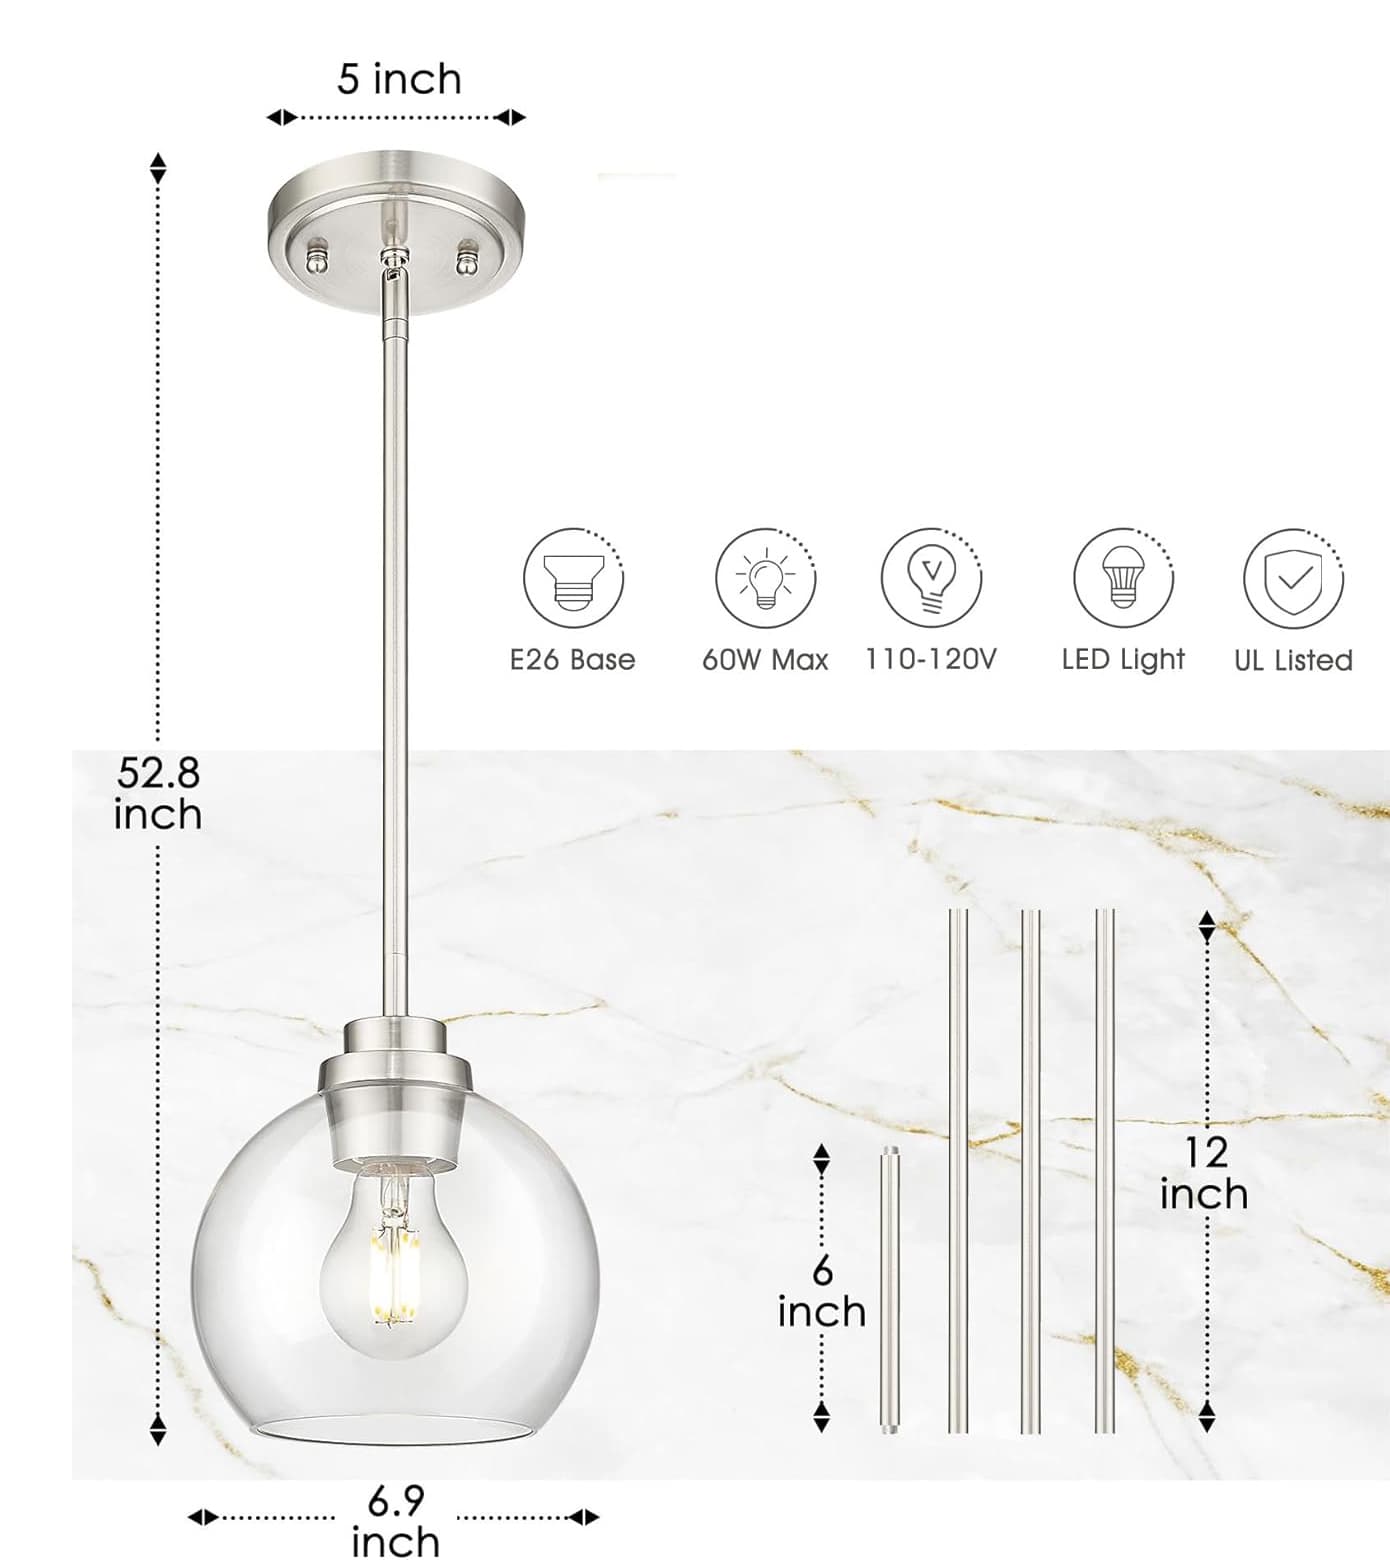 5 inch
E26 Base
60W Max
110-120V
LED Light
UL Listed
52.8
inch
12
inch
6
inch
6.9
inch